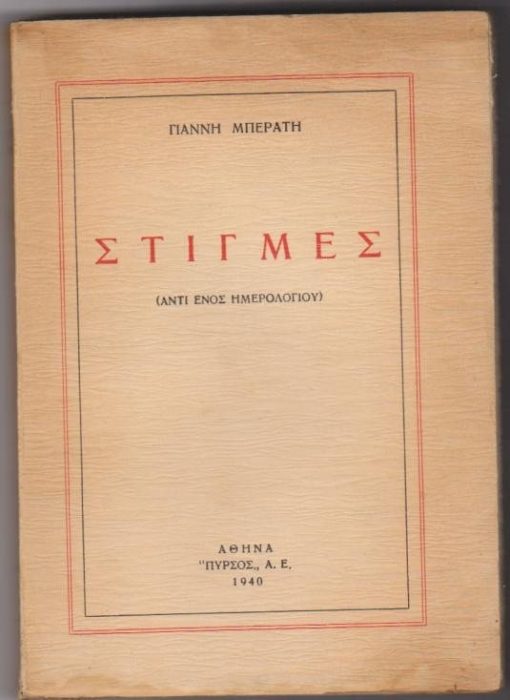 ΓΙΑΝΝΗ ΜΠΕΡΑΤΗ
ΣΤΙΓΜΕΣ
(ΑΝΤΙ ΕΝΟΣ ΗΜΕΡΟΛΟΓΙΟΥ)
ΑΘΗΝΑ
"ΠΥΡΣΟΣ,, Α. Ε.
1940